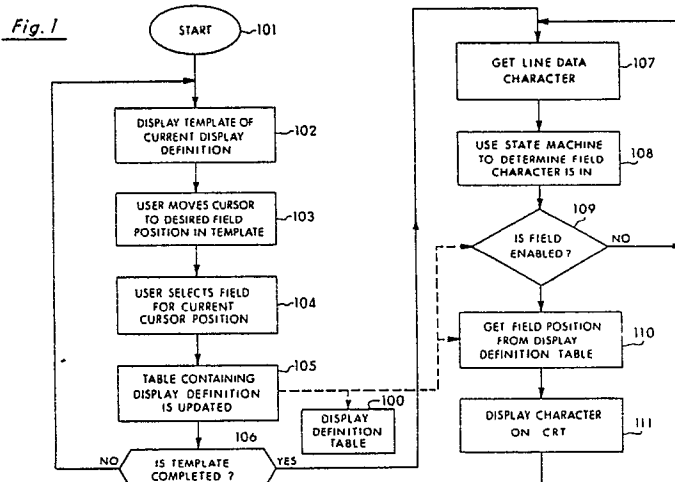 Fig. 1
START
101
DISPLAY TEMPLATE OF
CURRENT DISPLAY
DEFINITION
102
USER MOVES CURSOR
TO DESIRED FIELD
POSITION IN TEMPLATE
103
USER SELECTS FIELD
FOR CURRENT
CURSOR POSITION
104
TABLE CONTAINING
DISPLAY DEFINITION
IS UPDATED
105
100
DISPLAY
DEFINITION
TABLE
106
NO
IS TEMPLATE
COMPLETED ?
YES
GET LINE DATA
CHARACTER
107
USE STATE MACHINE
TO DETERMINE FIELD
CHARACTER IS IN
108
109
IS FIELD
ENABLED ?
NO
GET FIELD POSITION
FROM DISPLAY
DEFINITION TABLE
110
DISPLAY CHARACTER
ON CRT
111